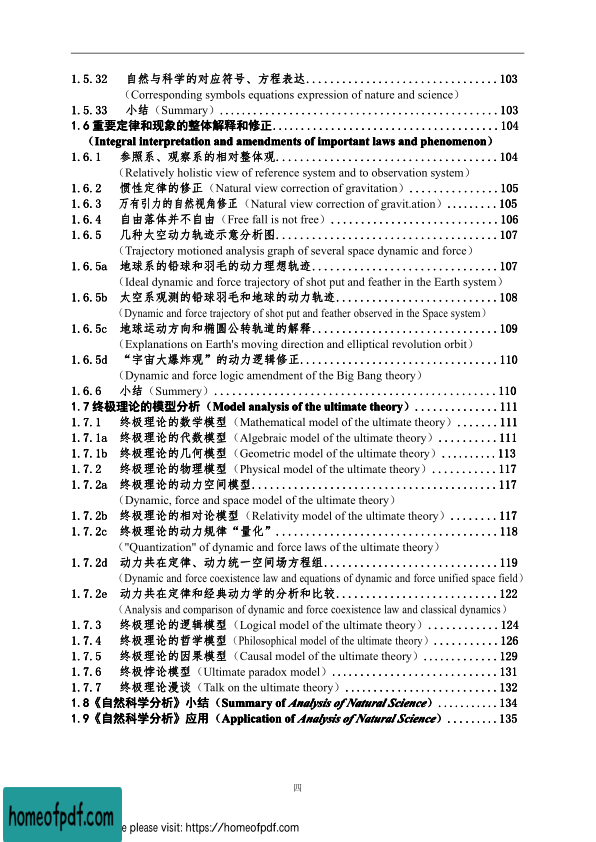 1.5.32 自然与科学的对应符号、方程表达................................103
（Corresponding symbols equations expression of nature and science）
1.5.33 小结（Summary）.........................................103
1.6重要定律和现象的整体解释和修正......................................104
（Integral interpretation and amendments of important laws and phenomenon）
1.6.1 参照系、观察系的相对整体观.....................................104
（Relatively holistic view of reference system and to observation system）
1.6.2 惯性定律的修正（Natural view correction of gravitation）...............105
1.6.3 万有引力的自然视角修正（Natural view correction of gravit.ation）.........105
1.6.4 自由落体并不自由（Free fall is not free）............................106
1.6.5 几种太空动力轨迹示意分析图.....................................107
（Trajectory motioned analysis graph of several space dynamic and force）
1.6.5a 地球系的铅球和羽毛的动力理想轨迹...............................107
（Ideal dynamic and force trajectory of shot put and feather in the Earth system）
1.6.5b 太空系观测的铅球羽毛和地球的动力轨迹...........................108
（Dynamic and force trajectory of shot put and feather observed in the Space system）
1.6.5c 地球运动方向和椭圆公转轨道的解释...............................109
（Explanations on Earth's moving direction and elliptical revolution orbit）
1.6.5d “宇宙大爆炸观”的动力逻辑修正.................................110
（Dynamic and force logic amendment of the Big Bang theory）
1.6.6 小结（Summery）...............................................110
1.7终极理论的模型分析（Model analysis of the ultimate theory）..............111
1.7.1 终极理论的数学模型（Mathematical model of the ultimate theory）.......111
1.7.1a 终极理论的代数模型（Algebraic model of the ultimate theory）..........111
1.7.1b 终极理论的几何模型（Geometric model of the ultimate theory）..........113
1.7.2 终极理论的物理模型（Physical model of the ultimate theory）...........117
1.7.2a 终极理论的动力空间模型.........................................117
（Dynamic, force and space model of the ultimate theory）
1.7.2b 终极理论的相对论模型（Relativity model of the ultimate theory）........117
1.7.2c 终极理论的动力规律“量化”.....................................118
（"Quantization" of dynamic and force laws of the ultimate theory）
1.7.2d 动力共在定律、动力统一空间场方程组.............................119
（Dynamic and force coexistence law and equations of dynamic and force unified space field）
1.7.2e 动力共在定律和经典动力学的分析和比较...........................122
（Analysis and comparison of dynamic and force coexistence law and classical dynamics）
1.7.3 终极理论的逻辑模型（Logical model of the ultimate theory）............124
1.7.4 终极理论的哲学模型（Philosophical model of the ultimate theory）...........126
1.7.5 终极理论的因果模型（Causal model of the ultimate theory）.............129
1.7.6 终极悖论模型（Ultimate paradox model）............................131
1.7.7 终极理论漫谈（Talk on the ultimate theory）.........................132
1.8《自然科学分析》小结（Summary of Analysis of Natural Science）...........134
1.9《自然科学分析》应用（Application of Analysis of Natural Science）.........135
四
homeofpdf.com
e please visit: https://homeofpdf.com